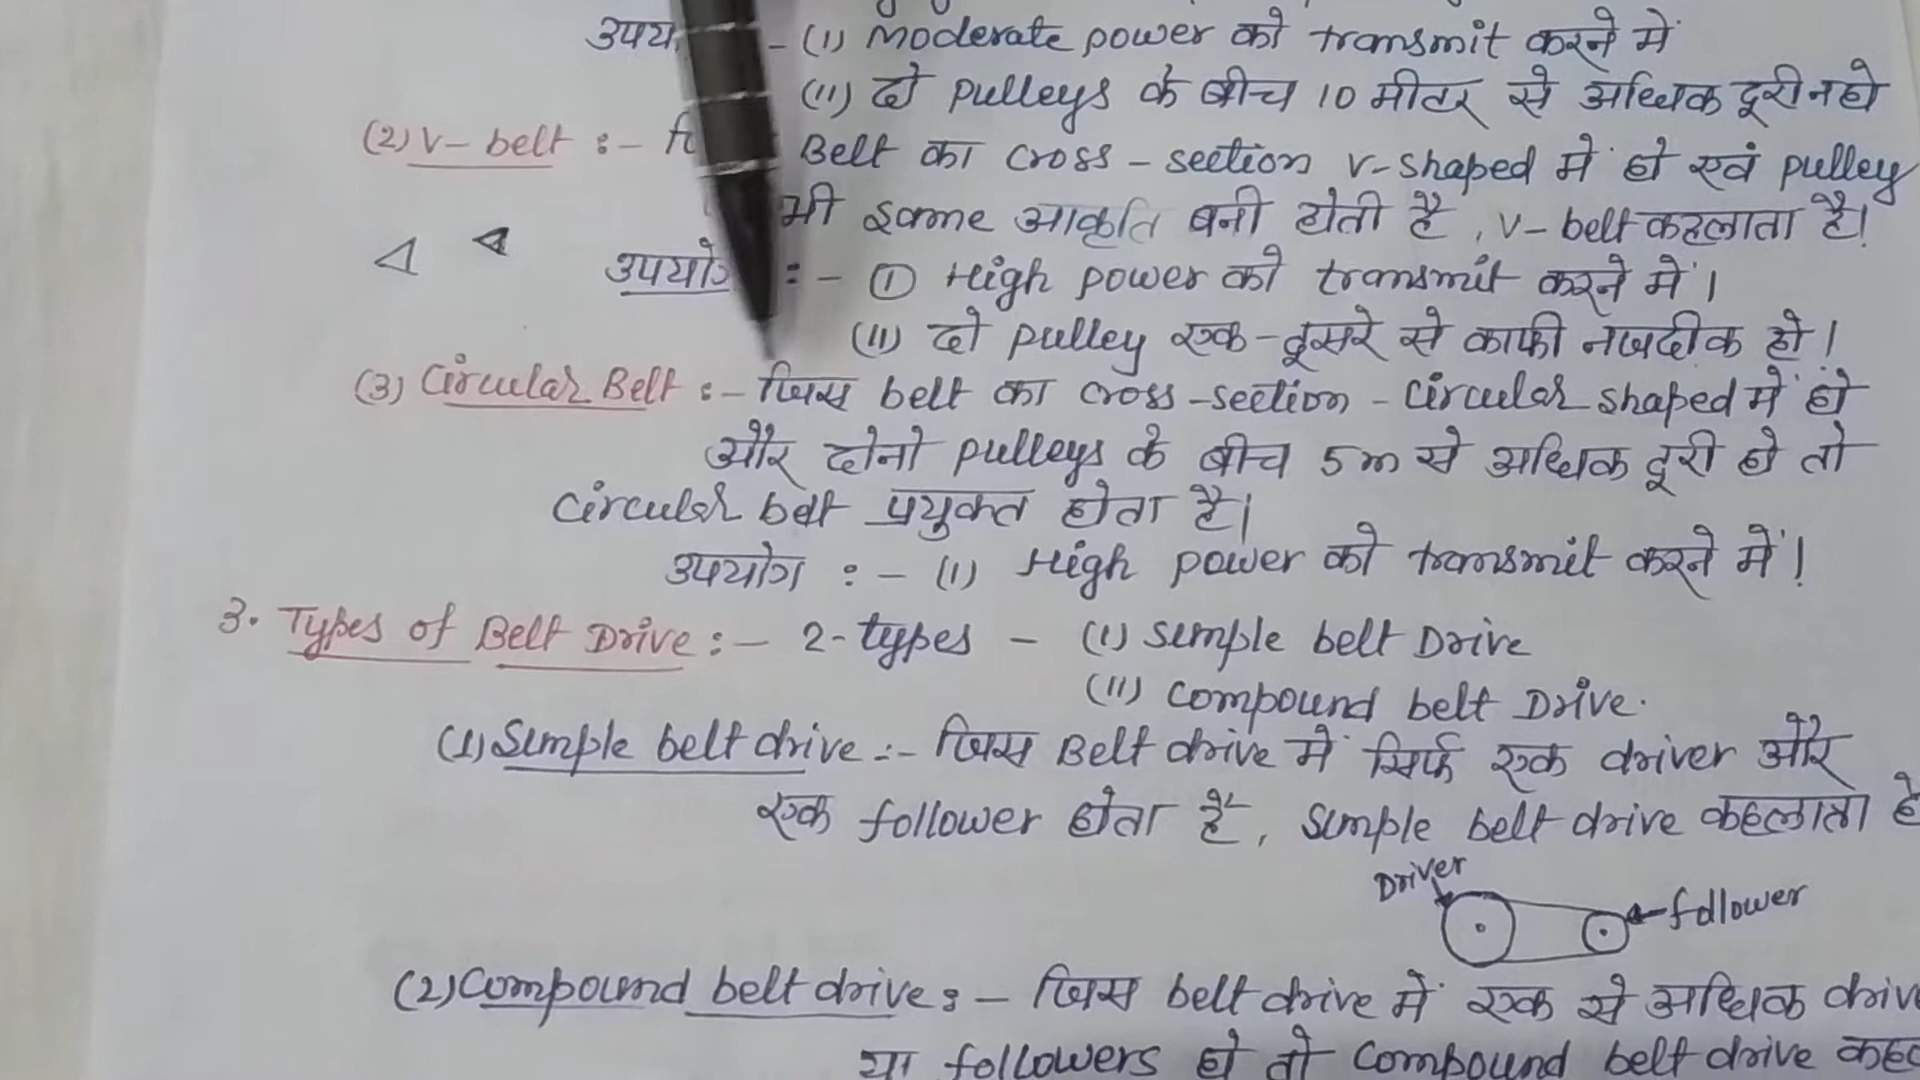 - (I) Moderate power को transmit करने में
(II) दो pulleys के बीच 10 मीटर से अधिक दूरी न हो
(2) V-belt :- Belt का cross-section V-shaped में हो एवं pulley
भी same आकृति बनी होती है, V-belt कहलाता है।
उपयोग :- (I) High power को transmit करने में।
(II) दो pulley एक-दूसरे से काफी नजदीक हो।
(3) Circular Belt :- जिस belt का cross-section - circular shaped में हो
और दोनो pulleys के बीच 5m से अधिक दूरी हो तो
circular belt प्रयुक्त होता है।
उपयोग :- (I) High power को transmit करने में।
3. Types of Belt Drive :- 2-types - (I) Simple belt Drive
(II) Compound belt Drive.
(1) Simple belt drive :- जिस Belt drive में सिर्फ एक driver और
एक follower होता है, simple belt drive कहलाता है
Driver
follower
(2) Compound belt drive :- जिस belt drive में एक से अधिक
या followers हो तो compound belt drive